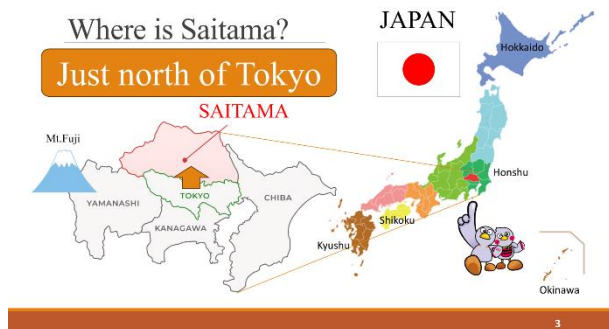 Where is Saitama?
Just north of Tokyo
JAPAN
SAITAMA
Mt.Fuji
YAMANASHI
TOKYO
KANAGAWA
CHIBA
Hokkaido
Honshu
Shikoku
Kyushu
Okinawa
3